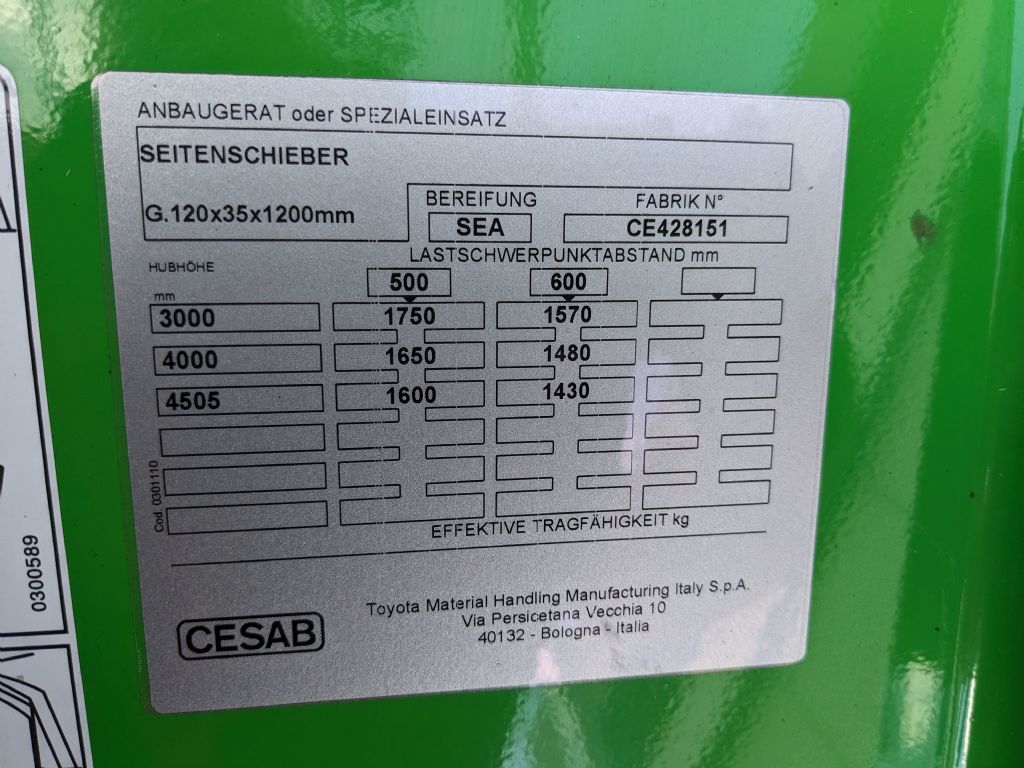 ANBAUGERAT oder SPEZIALEINSATZ
SEITENSCHIEBER
G.120x35x1200mm
BEREIFUNG
FABRIK N°
SEA
CE428151
LASTSCHWERPUNKTABSTAND mm
HUBHÖHE
mm
500
600
3000
1750
1570
4000
1650
1480
4505
1600
1430
Cod. 0301110
EFFEKTIVE TRAGFÄHIGKEIT kg
CESAB
Toyota Material Handling Manufacturing Italy S.p.A.
Via Persicetana Vecchia 10
40132 - Bologna - Italia
0300589